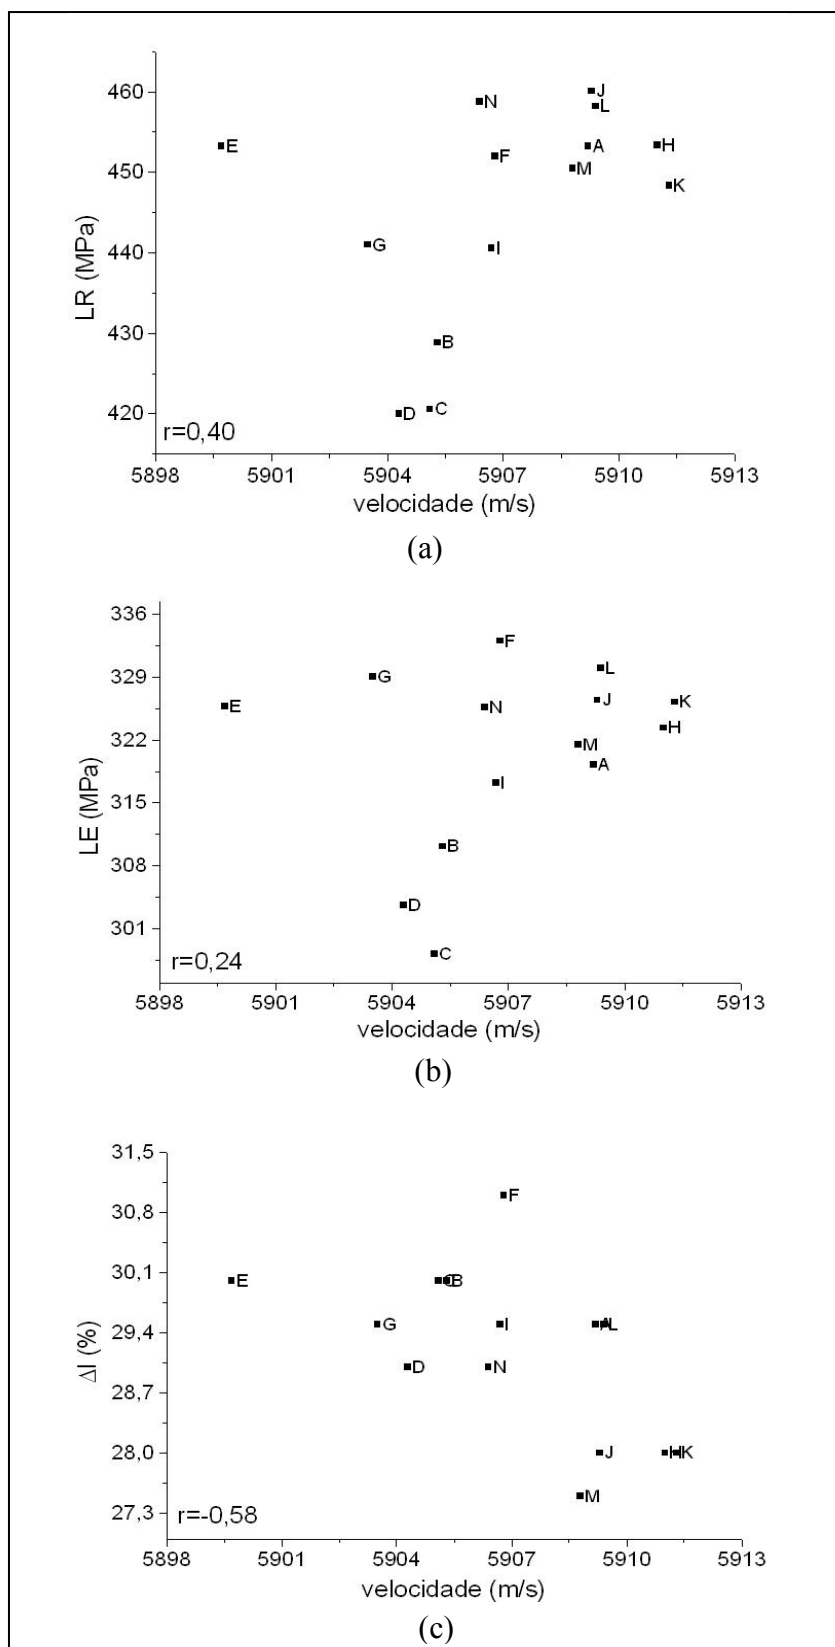 LR (MPa)
460
450
440
430
420
J
N
L
E
A
H
F
M
K
G
I
B
D
C
r=0,40
5898 5901 5904 5907 5910 5913
velocidade (m/s)
(a)
LE (MPa)
336
329
322
315
308
301
F
L
G
J
K
E
N
H
M
A
I
B
D
C
r=0,24
5898 5901 5904 5907 5910 5913
velocidade (m/s)
(b)
ΔI (%)
31,5
30,8
30,1
29,4
28,7
28,0
27,3
F
E
C B
G
I
A L
D
N
J
H K
M
r=-0,58
5898 5901 5904 5907 5910 5913
velocidade (m/s)
(c)